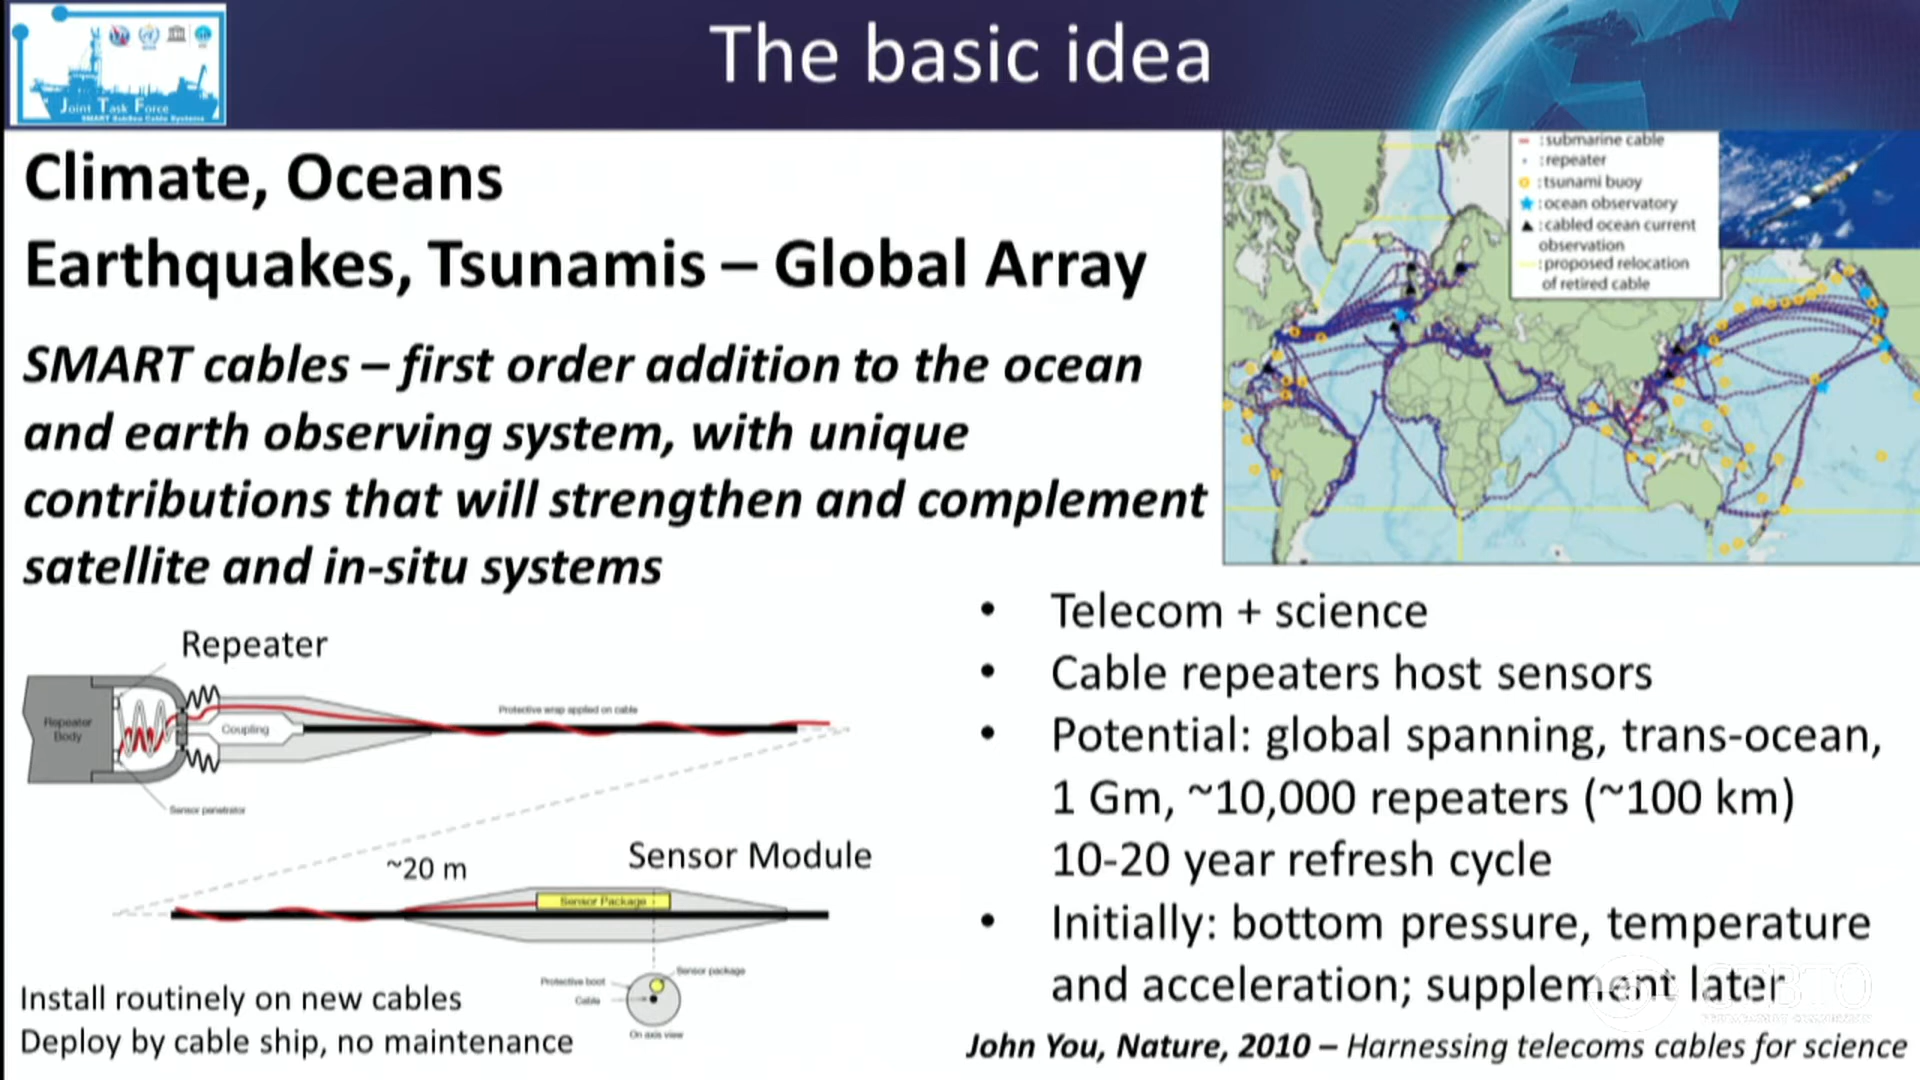 The basic idea
Joint Task Force
SMART SubSea Cable Systems
Climate, Oceans
Earthquakes, Tsunamis – Global Array
SMART cables – first order addition to the ocean
and earth observing system, with unique
contributions that will strengthen and complement
satellite and in-situ systems
: submarine cable
: repeater
: tsunami buoy
: ocean observatory
: cabled ocean current
observation
: proposed relocation
of retired cable
Repeater
Repeater
Body
Coupling
Protective wrap applied on cable
Sensor penetrator
~20 m
Sensor Module
Sensor Package
Protective boot
Sensor package
Cable
On axis view
Install routinely on new cables
Deploy by cable ship, no maintenance
• Telecom + science
• Cable repeaters host sensors
• Potential: global spanning, trans-ocean,
1 Gm, ~10,000 repeaters (~100 km)
10-20 year refresh cycle
• Initially: bottom pressure, temperature
and acceleration; supplement later
CTBTO
John You, Nature, 2010 – Harnessing telecoms cables for science